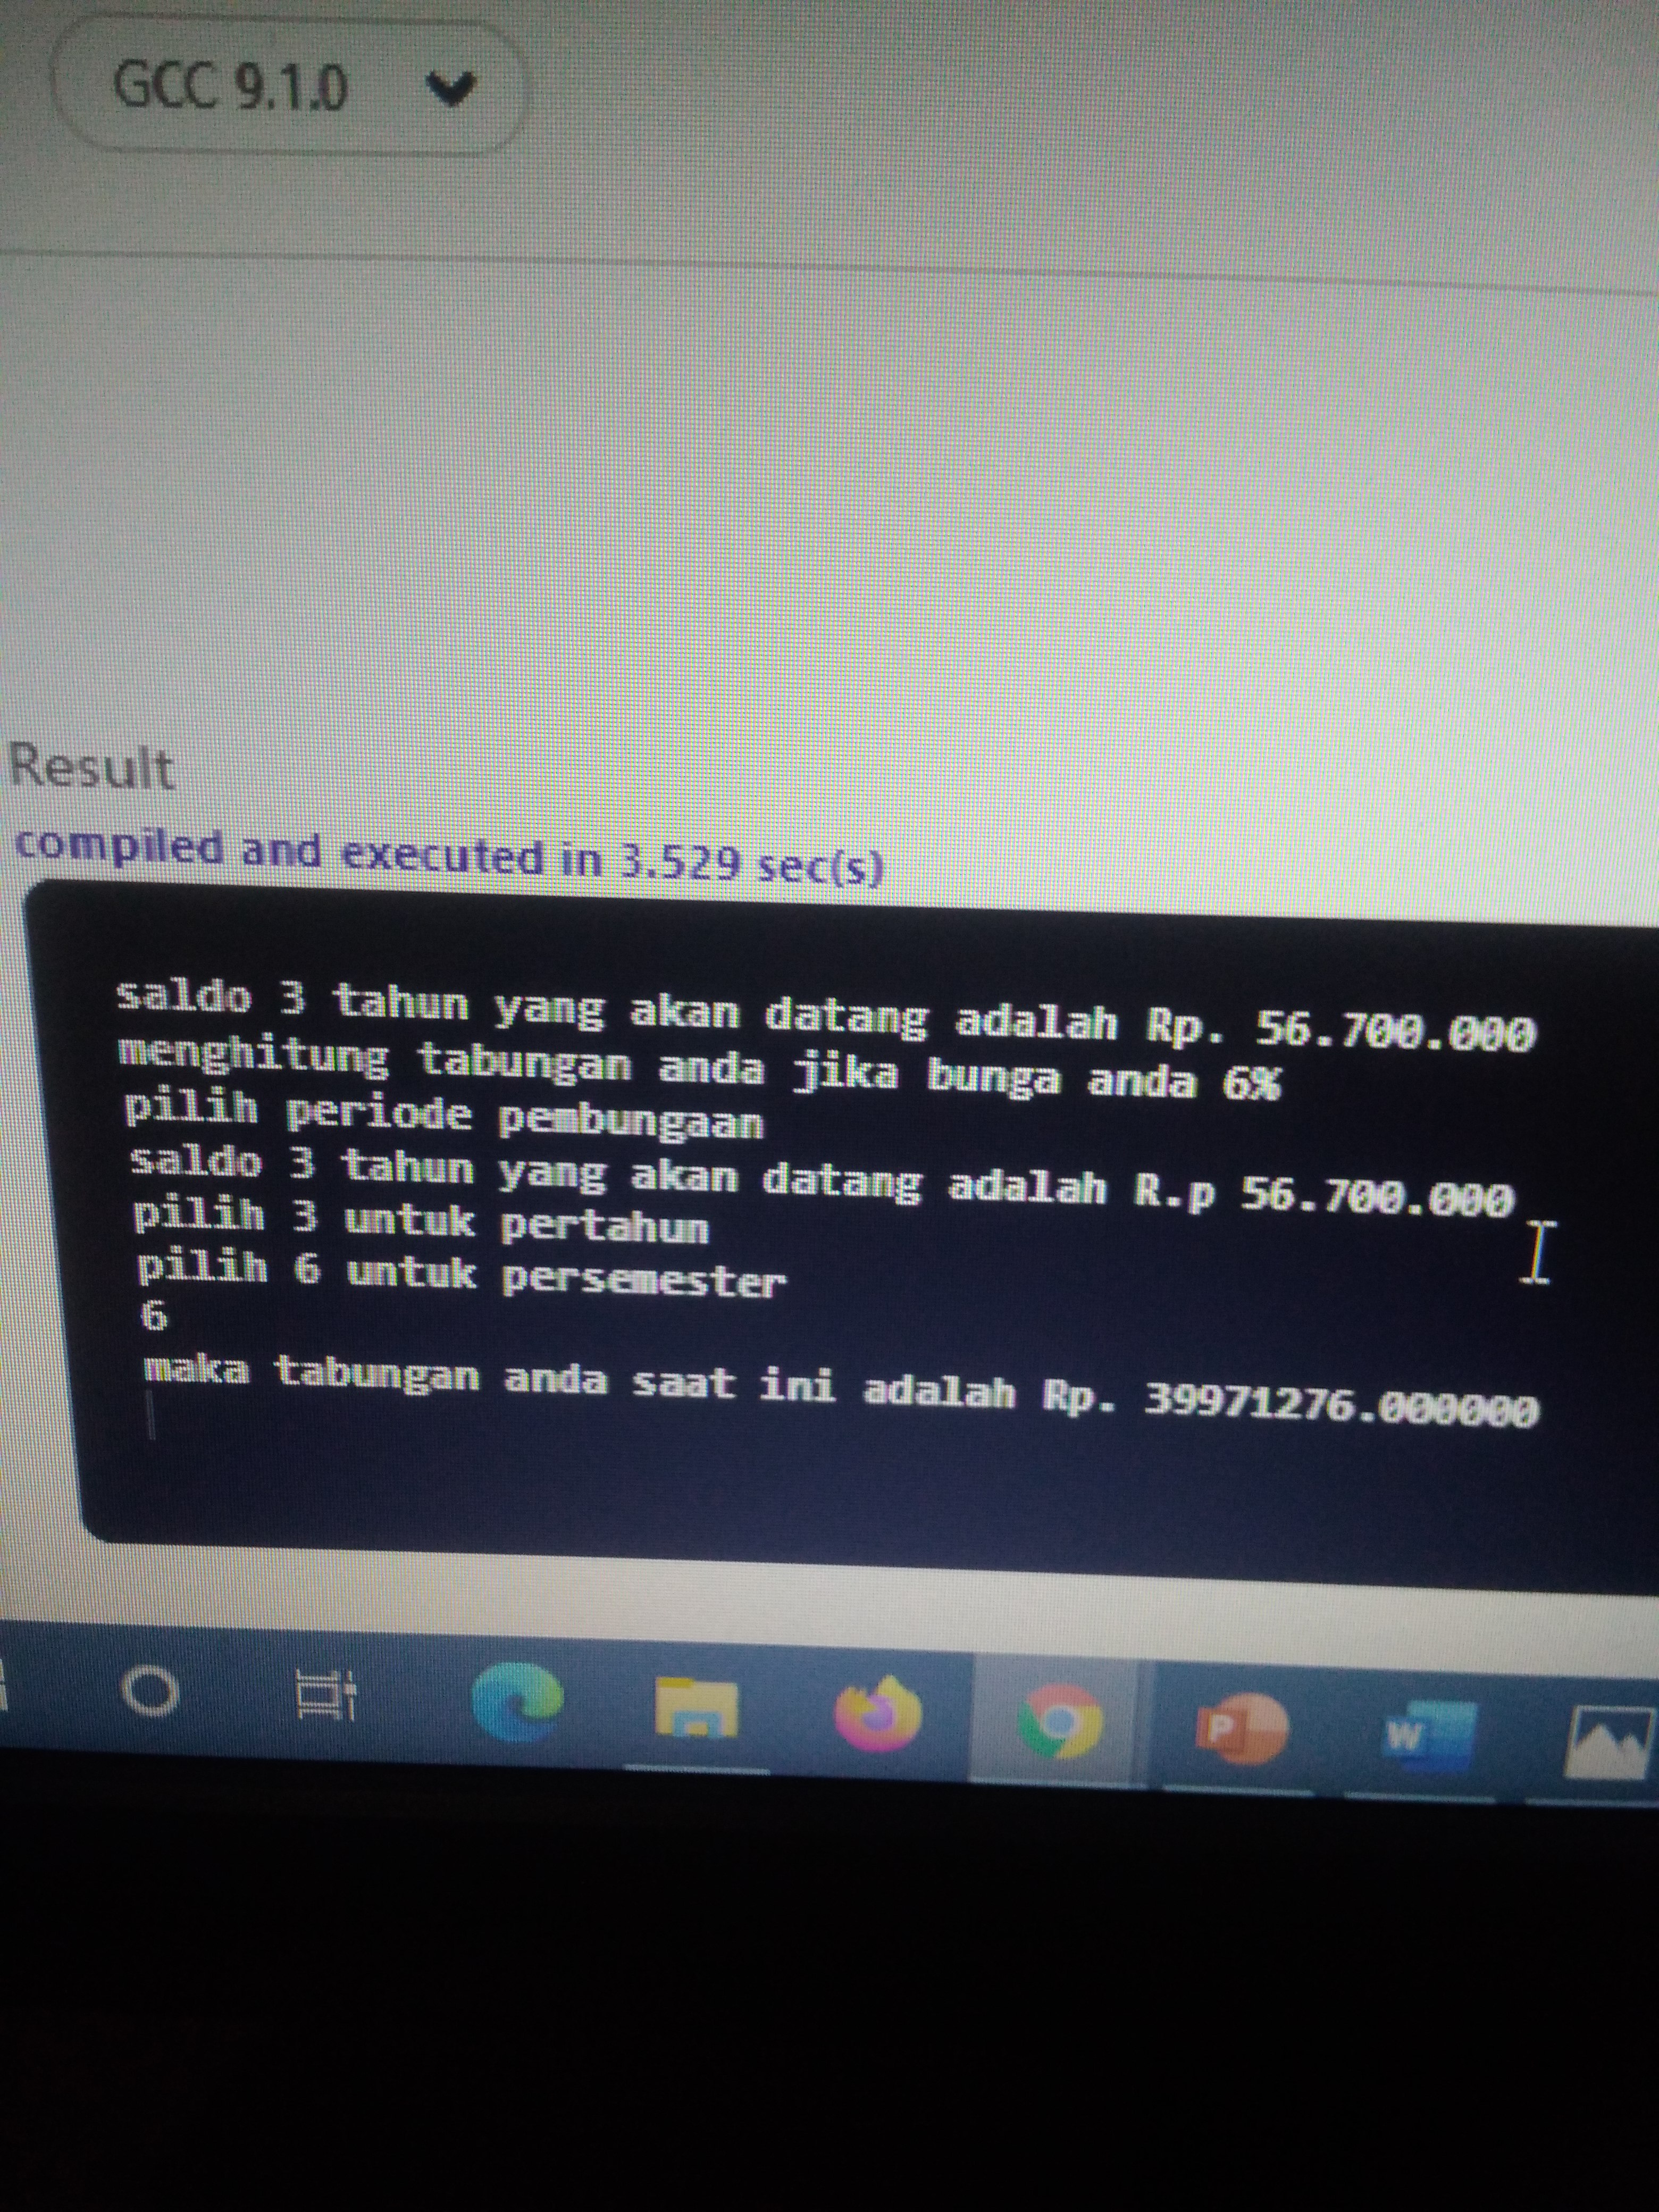 GCC 9.1.0
Result
compiled and executed in 3.529 sec(s)
saldo 3 tahun yang akan datang adalah Rp. 56.700.000
menghitung tabungan anda jika bunga anda 6%
pilih periode pembungaan
saldo 3 tahun yang akan datang adalah R.p 56.700.000
pilih 3 untuk pertahun
pilih 6 untuk persemester
6
maka tabungan anda saat ini adalah Rp. 39971276.000000
P
W